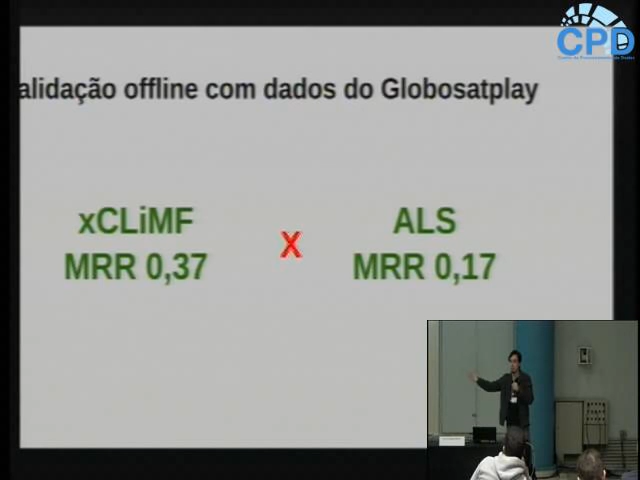 CPD
alidação offline com dados do Globosatplay
xCLiMF
MRR 0,37
X
ALS
MRR 0,17